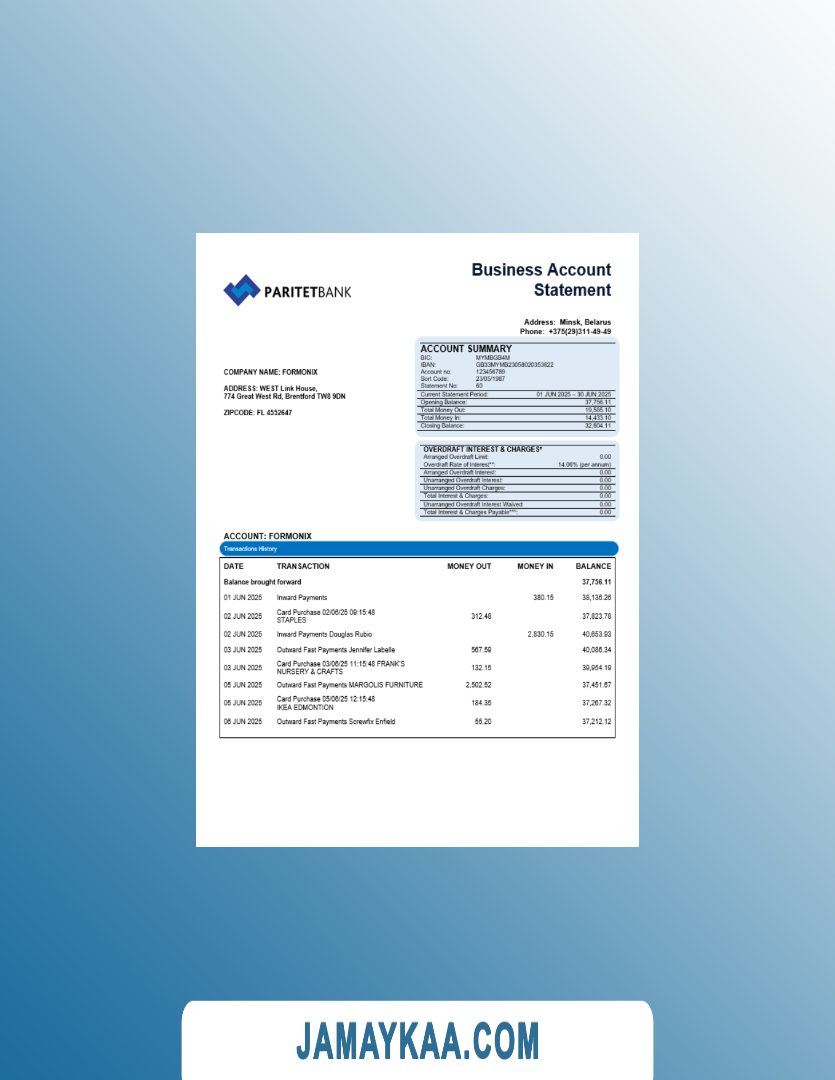 PARITETBANK
Business Account
Statement
Address: Minsk, Belarus
Phone: +375(29)311-49-49
COMPANY NAME: FORMONIX
ADDRESS: WEST Link House,
774 Great West Rd, Brentford TW8 9DN
ZIPCODE: FL 4552647
ACCOUNT SUMMARY
BIC: MYMBGB4M
IBAN: GB33MYMB23058020353822
Account no: 123456789
Sort Code: 23/05/1987
Statement No: 60
Current Statement Period: 01 JUN 2025 – 30 JUN 2025
Opening Balance: 37,756.11
Total Money Out: 19,585.10
Total Money In: 14,433.10
Closing Balance: 32,604.11
OVERDRAFT INTEREST & CHARGES*
Arranged Overdraft Limit: 0.00
Overdraft Rate of Interest**: 14.06% (per annum)
Arranged Overdraft Interest: 0.00
Unarranged Overdraft Interest: 0.00
Unarranged Overdraft Charges: 0.00
Total Interest & Charges: 0.00
Unarranged Overdraft Interest Waived: 0.00
Total Interest & Charges Payable***: 0.00
ACCOUNT: FORMONIX
Transactions History
DATE TRANSACTION MONEY OUT MONEY IN BALANCE
Balance brought forward 37,756.11
01 JUN 2025 Inward Payments 380.15 38,136.26
02 JUN 2025 Card Purchase 02/06/25 09:15:48
STAPLES 312.48 37,823.78
02 JUN 2025 Inward Payments Douglas Rubio 2,830.15 40,653.93
03 JUN 2025 Outward Fast Payments Jennifer Labelle 567.59 40,086.34
03 JUN 2025 Card Purchase 03/06/25 11:15:48 FRANK'S
NURSERY & CRAFTS 132.15 39,954.19
05 JUN 2025 Outward Fast Payments MARGOLIS FURNITURE 2,502.52 37,451.67
05 JUN 2025 Card Purchase 05/06/25 12:15:48
IKEA EDMONTION 184.35 37,267.32
06 JUN 2025 Outward Fast Payments Screwfix Enfield 55.20 37,212.12
JAMAYKAA.COM